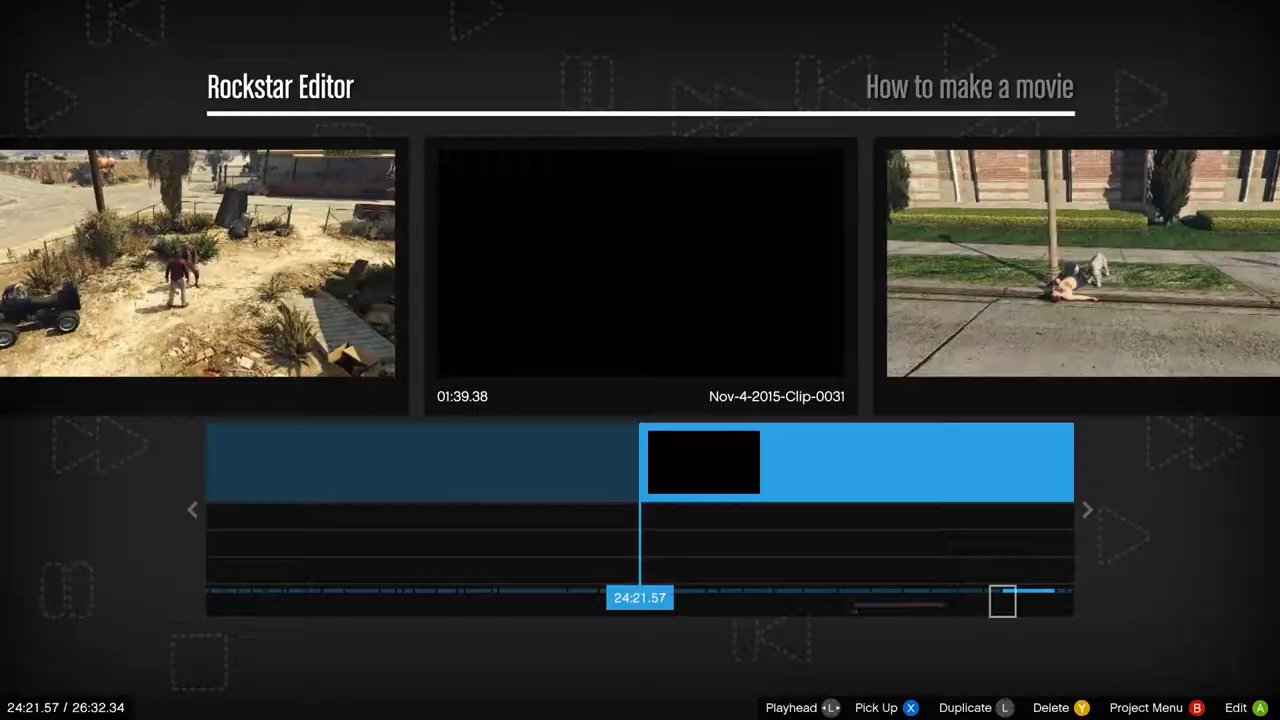 Rockstar Editor
How to make a movie
01:39.38
Nov-4-2015-Clip-0031
24:21.57
24:21.57 / 26:32.34
Playhead L Pick Up X Duplicate L Delete Y Project Menu B Edit A